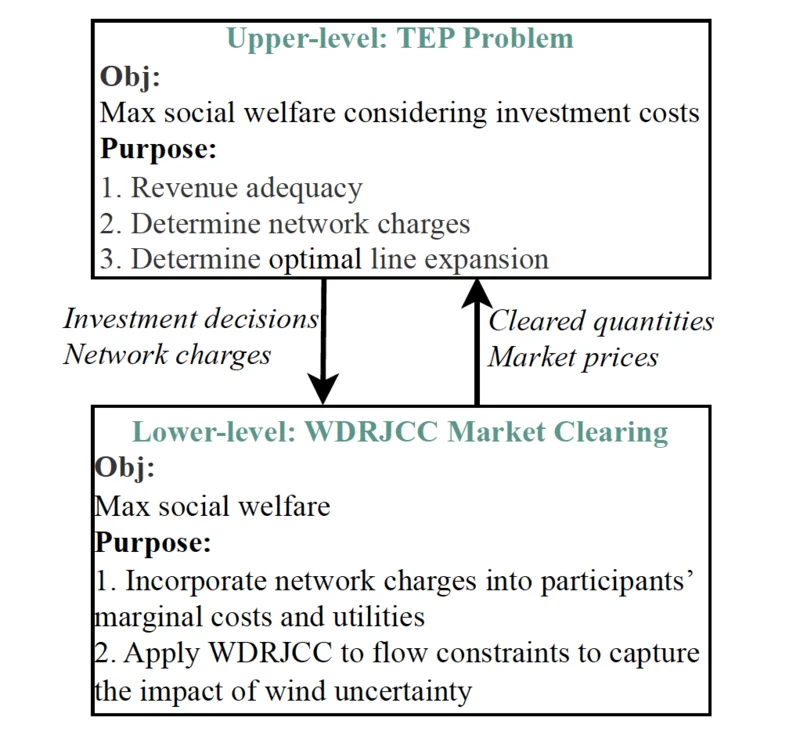 Upper-level: TEP Problem
Obj:
Max social welfare considering investment costs
Purpose:
1. Revenue adequacy
2. Determine network charges
3. Determine optimal line expansion
Investment decisions
Network charges
Cleared quantities
Market prices
Lower-level: WDRJCC Market Clearing
Obj:
Max social welfare
Purpose:
1. Incorporate network charges into participants’
marginal costs and utilities
2. Apply WDRJCC to flow constraints to capture
the impact of wind uncertainty